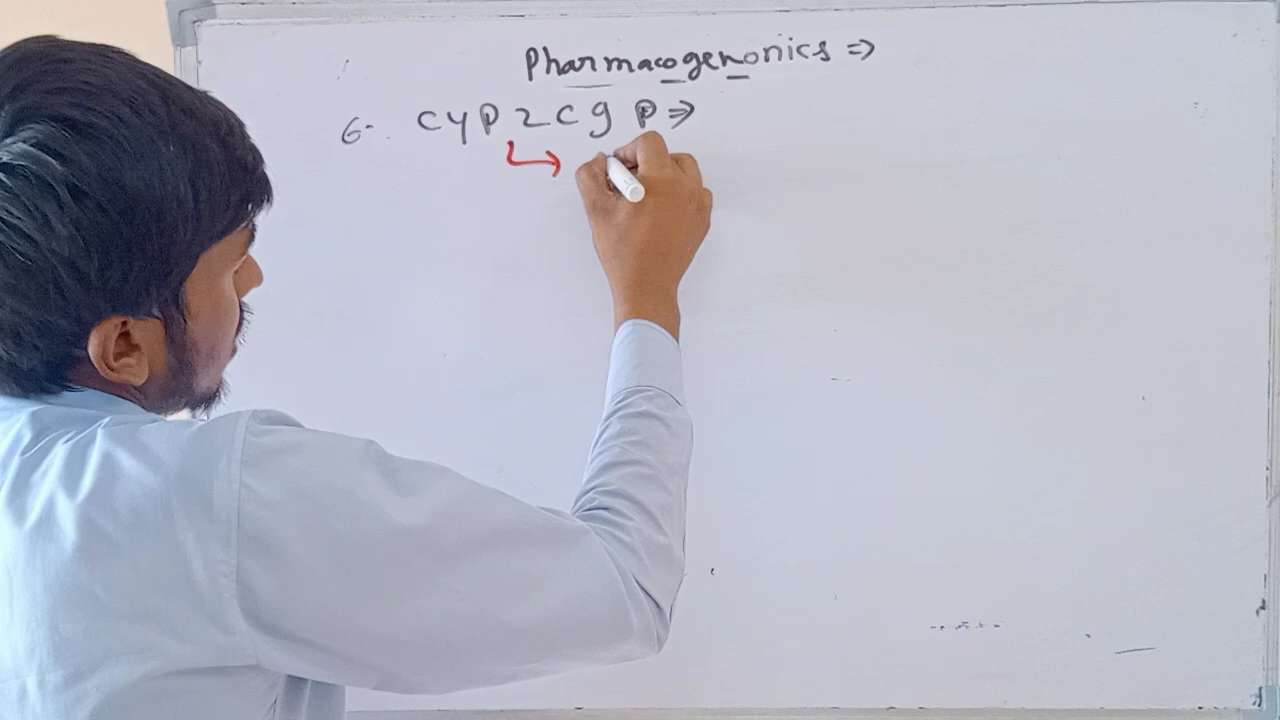 Pharmacogenonics ⇒
6- CYP2C9 P ⇒